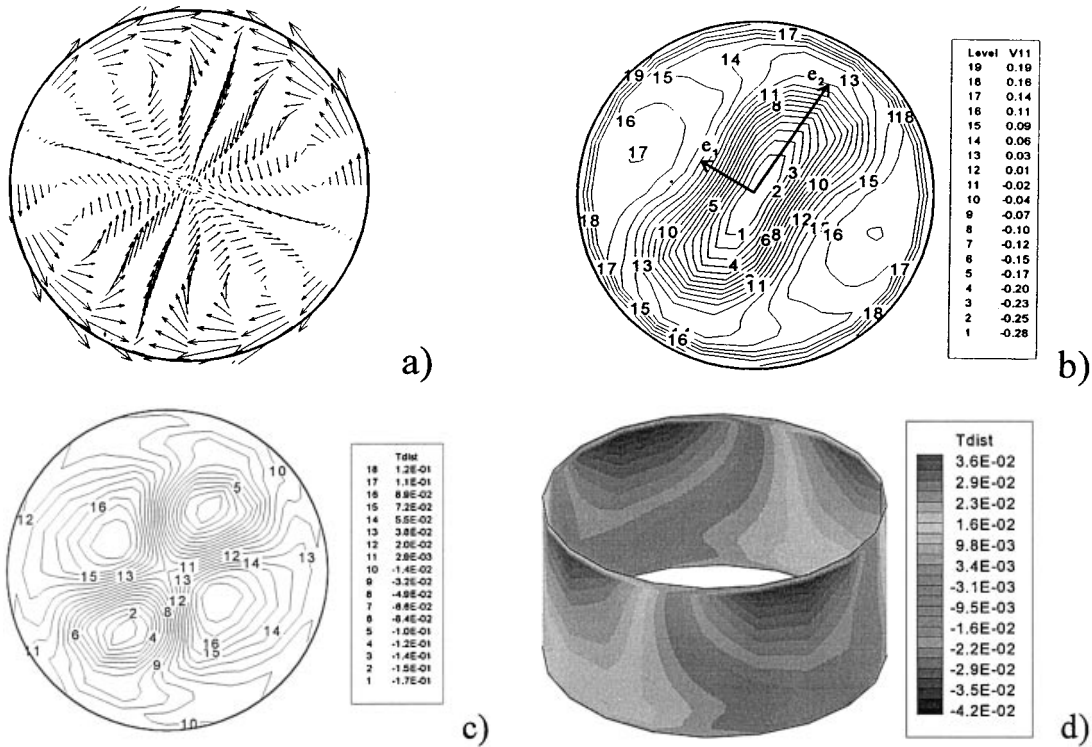 a)
17
14
19 15
e2
13
11
8
16
17
e1
1118
3
2
10
15
5
18
10
12
15
16
1
6 8
17
13
4
11
17
15
16
18
Level V11
19 0.19
18 0.16
17 0.14
16 0.11
15 0.09
14 0.06
13 0.03
12 0.01
11 -0.02
10 -0.04
9 -0.07
8 -0.10
7 -0.12
6 -0.15
5 -0.17
4 -0.20
3 -0.23
2 -0.25
1 -0.28
b)
10
5
16
12
12
13
11
14
15 13
13
12
2
8
6
4
14
16
15
11
9
10
Tdist
18 1.2E-01
17 1.1E-01
16 8.9E-02
15 7.2E-02
14 5.5E-02
13 3.8E-02
12 2.0E-02
11 2.9E-03
10 -1.4E-02
9 -3.2E-02
8 -4.9E-02
7 -6.6E-02
6 -8.4E-02
5 -1.0E-01
4 -1.2E-01
3 -1.4E-01
2 -1.5E-01
1 -1.7E-01
c)
Tdist
3.6E-02
2.9E-02
2.3E-02
1.6E-02
9.8E-03
3.4E-03
-3.1E-03
-9.5E-03
-1.6E-02
-2.2E-02
-2.9E-02
-3.5E-02
-4.2E-02
d)